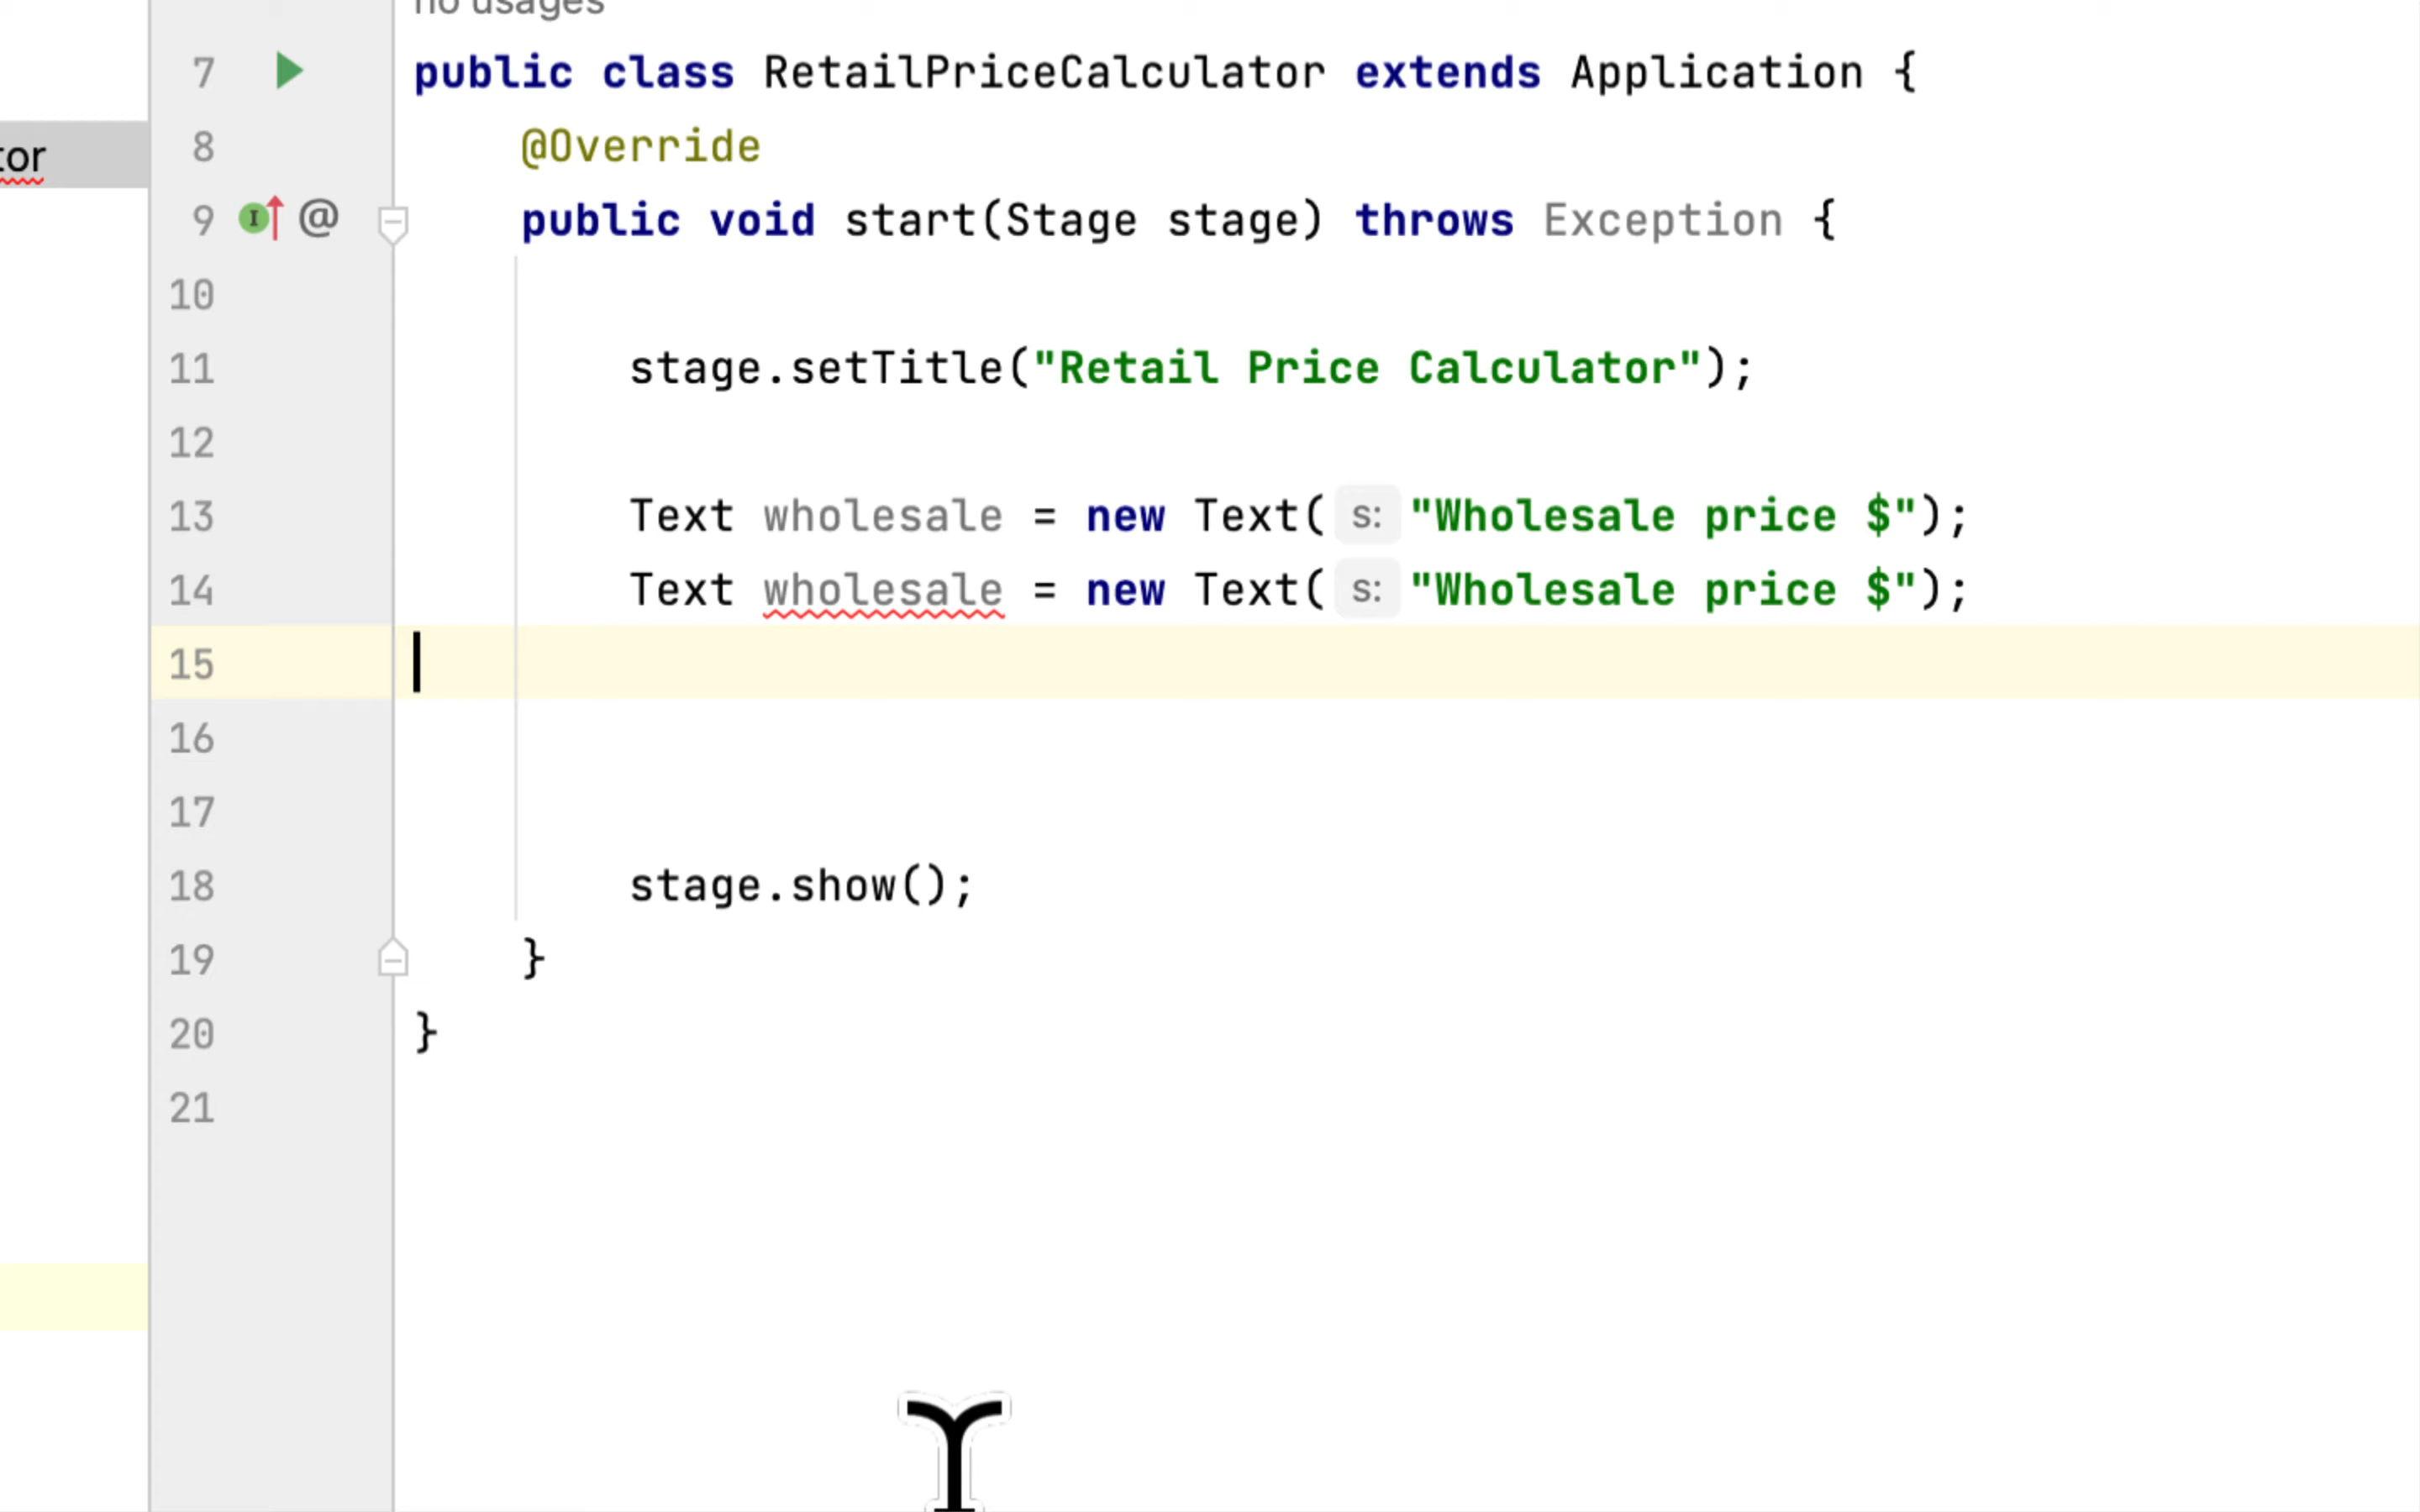 no usages
7 public class RetailPriceCalculator extends Application {
tor
8 @Override
9 I @ public void start(Stage stage) throws Exception {
10
11 stage.setTitle("Retail Price Calculator");
12
13 Text wholesale = new Text( s: "Wholesale price $");
14 Text wholesale = new Text( s: "Wholesale price $");
15
16
17
18 stage.show();
19 }
20 }
21